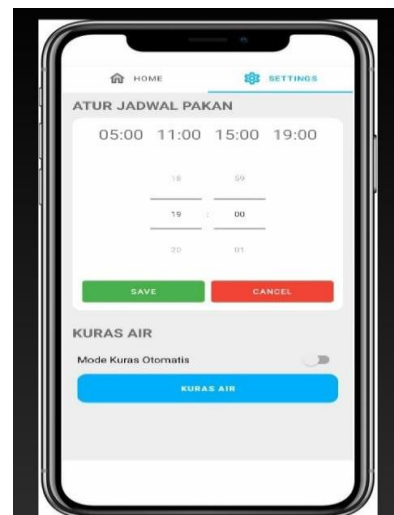 HOME SETTINGS
ATUR JADWAL PAKAN
05:00 11:00 15:00 19:00
18 59
19 : 00
20 01
SAVE CANCEL
KURAS AIR
Mode Kuras Otomatis
KURAS AIR